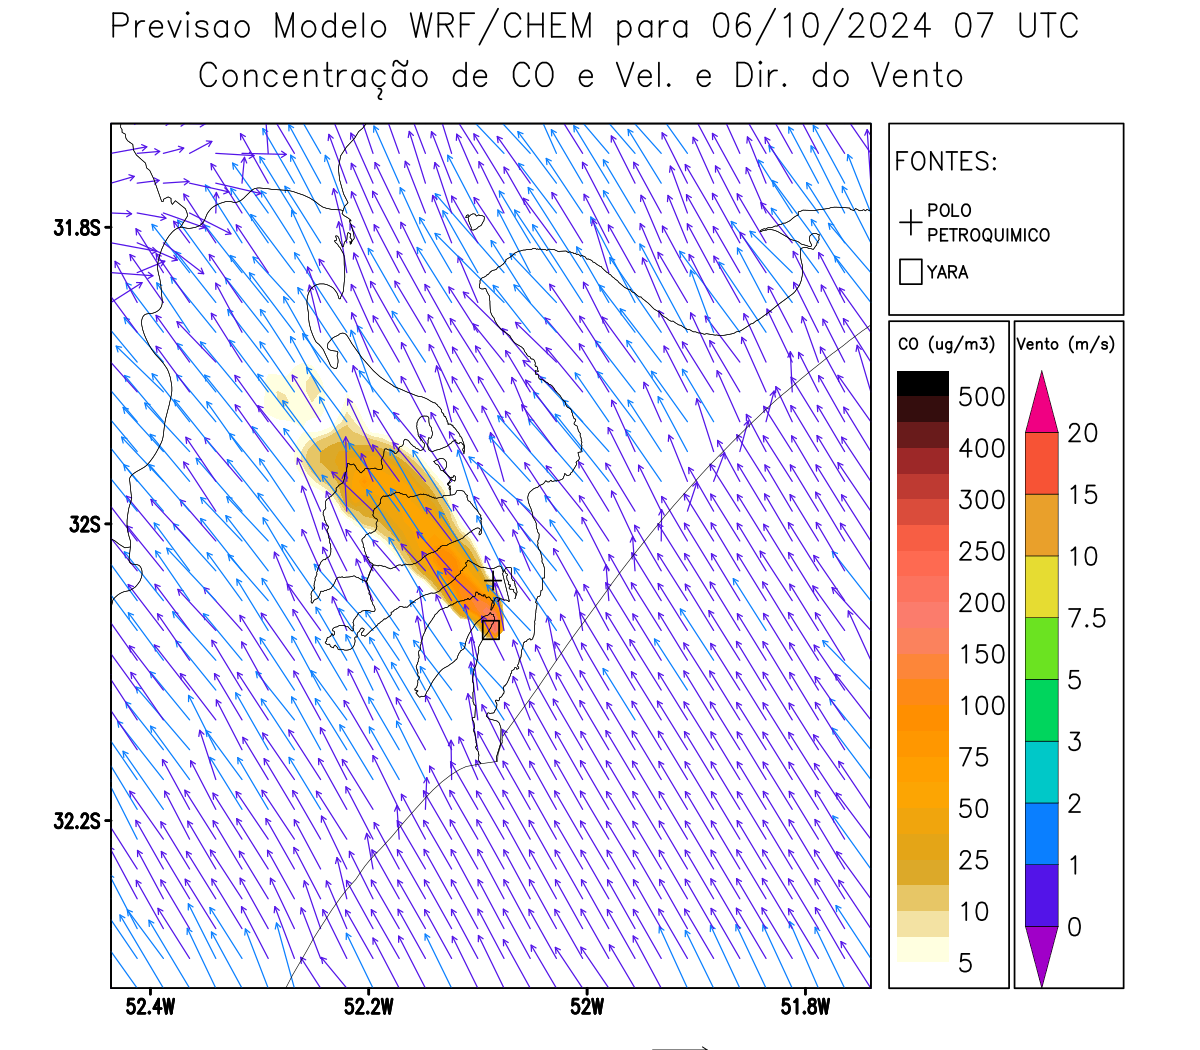 Previsao Modelo WRF/CHEM para 06/10/2024 07 UTC
Concentração de CO e Vel. e Dir. do Vento
FONTES:
POLO
PETROQUIMICO
YARA
CO (ug/m3)
500
400
300
250
200
150
100
75
50
25
10
5
Vento (m/s)
20
15
10
7.5
5
3
2
1
0
31.8S
32S
32.2S
52.4W
52.2W
52W
51.8W